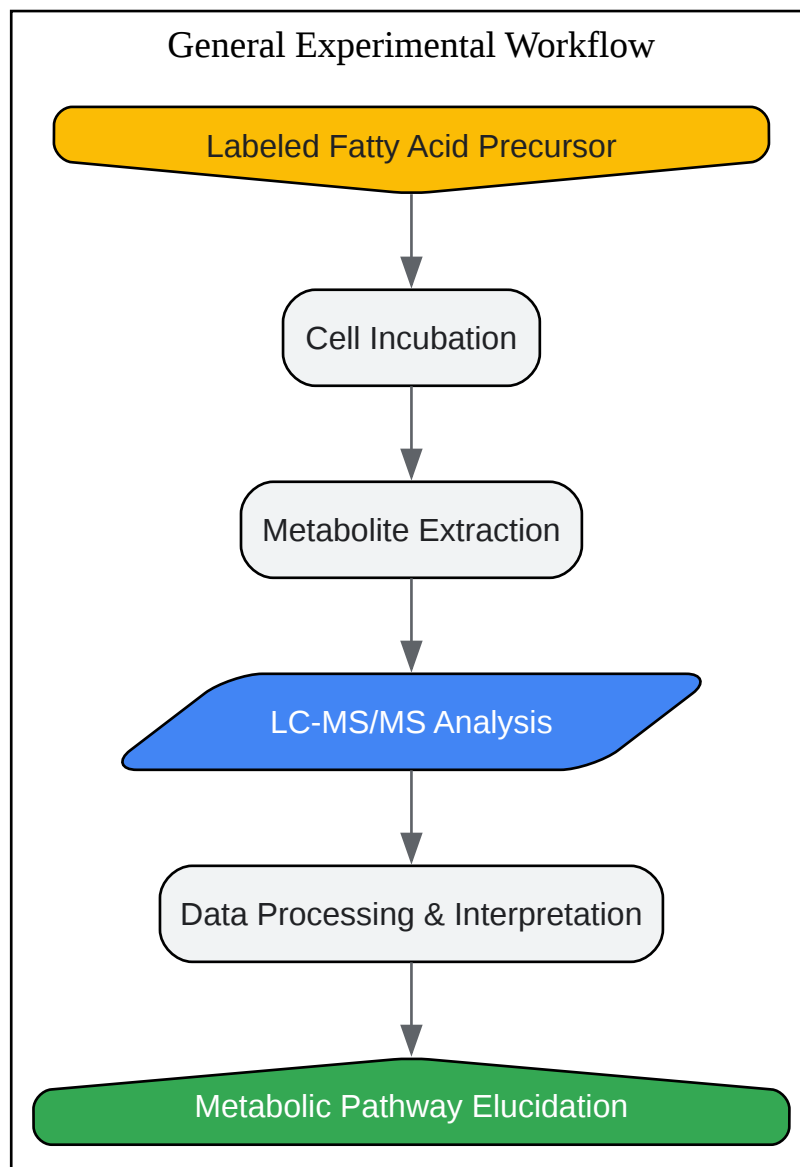 General Experimental Workflow
Labeled Fatty Acid Precursor
Cell Incubation
Metabolite Extraction
LC-MS/MS Analysis
Data Processing & Interpretation
Metabolic Pathway Elucidation